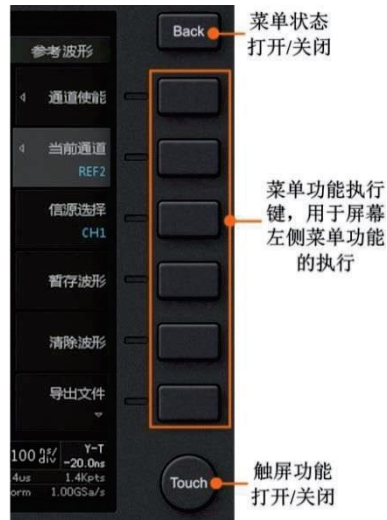 Back
菜单状态
打开/关闭
参考波形
通道使能
当前通道
REF2
信源选择
CH1
菜单功能执行
键，用于屏幕
左侧菜单功能
的执行
暂存波形
清除波形
导出文件
100 ns/div Y-T
-20.0ns
4us 1.4Kpts
orm 1.00GSa/s
Touch
触屏功能
打开/关闭